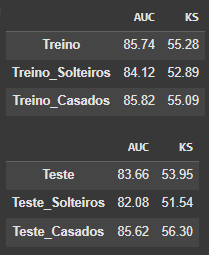 AUC KS
Treino 85.74 55.28
Treino_Solteiros 84.12 52.89
Treino_Casados 85.82 55.09
AUC KS
Teste 83.66 53.95
Teste_Solteiros 82.08 51.54
Teste_Casados 85.62 56.30